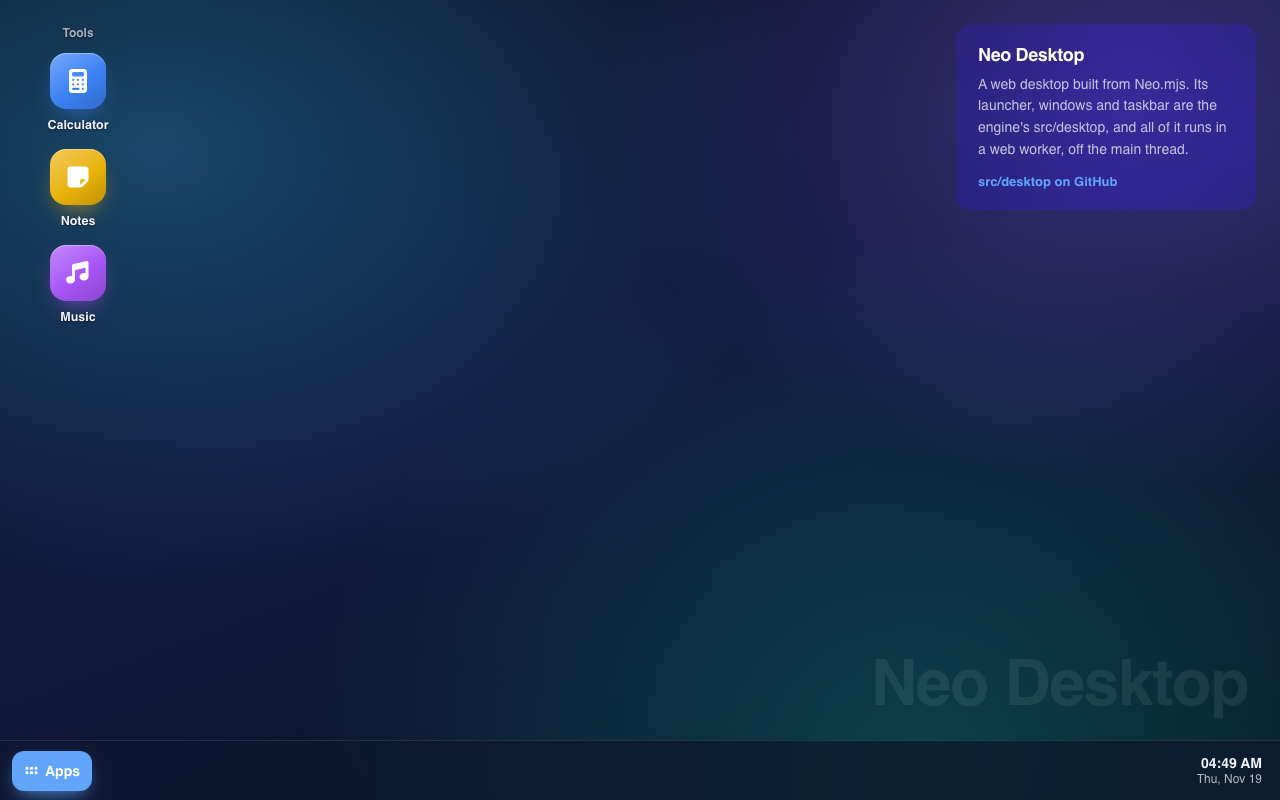 Tools
Calculator
Notes
Music
Neo Desktop
A web desktop built from Neo.mjs. Its
launcher, windows and taskbar are the
engine's src/desktop, and all of it runs in
a web worker, off the main thread.
src/desktop on GitHub
Neo Desktop
Apps
04:49 AM
Thu, Nov 19